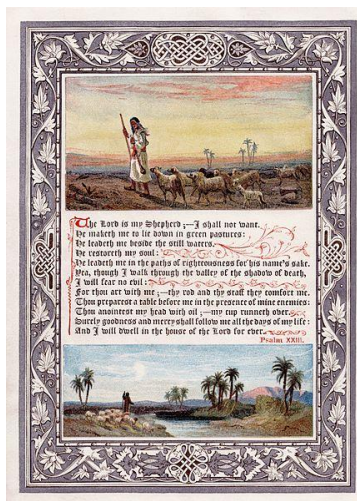 The Lord is my Shepherd ;—I shall not want.
He maketh me to lie down in green pastures :
He leadeth me beside the still waters.
He restoreth my soul :
He leadeth me in the paths of righteousness for his name's sake.
Yea, though I walk through the valley of the shadow of death,
I will fear no evil :
For thou art with me ;—thy rod and thy staff they comfort me.
Thou preparest a table before me in the presence of mine enemies:
Thou anointest my head with oil ;—my cup runneth over.
Surely goodness and mercy shall follow me all the days of my life :
And I will dwell in the house of the Lord for ever.
Psalm XXIII.